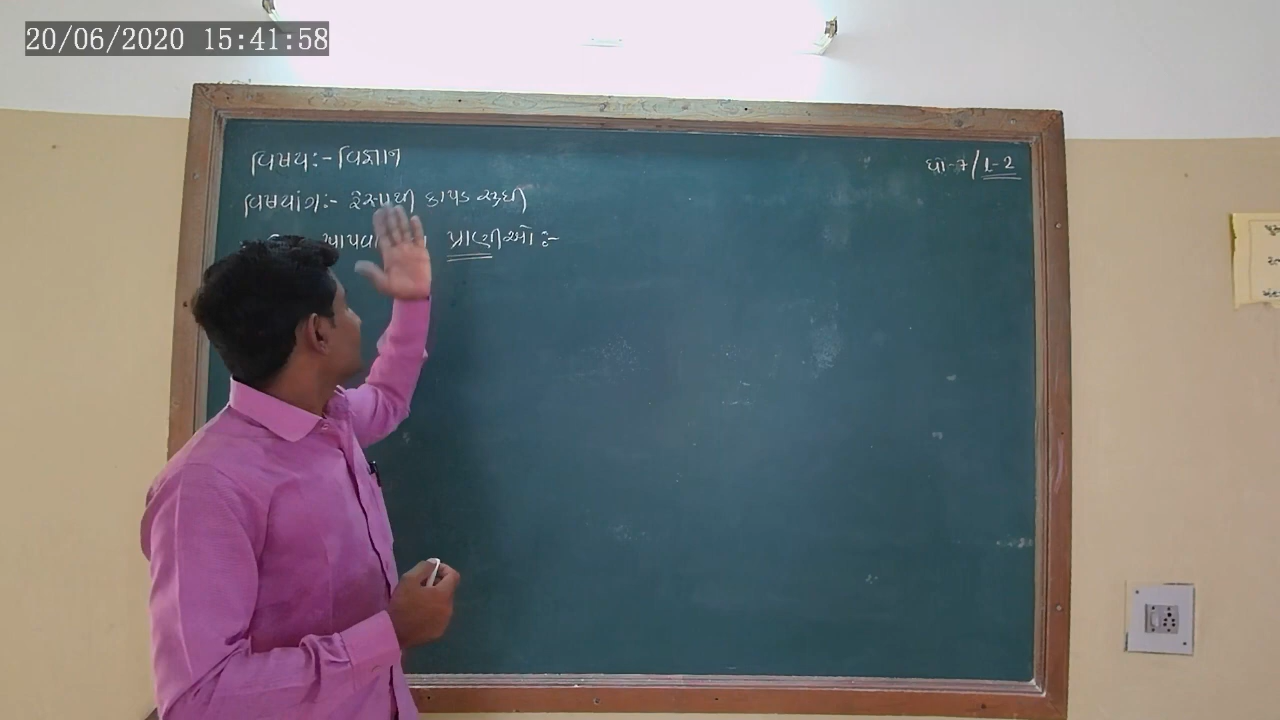 20/06/2020 15:41:58
વિષય:- વિજ્ઞાન
ધો-7/1-2
વિષયાંગ:- રેસાથી કાપડ સુધી
પ્રાણીઓ:-